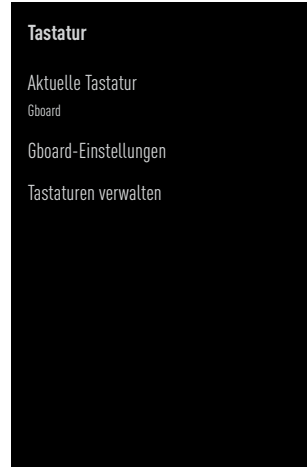 Tastatur
Aktuelle Tastatur
Gboard
Gboard-Einstellungen
Tastaturen verwalten